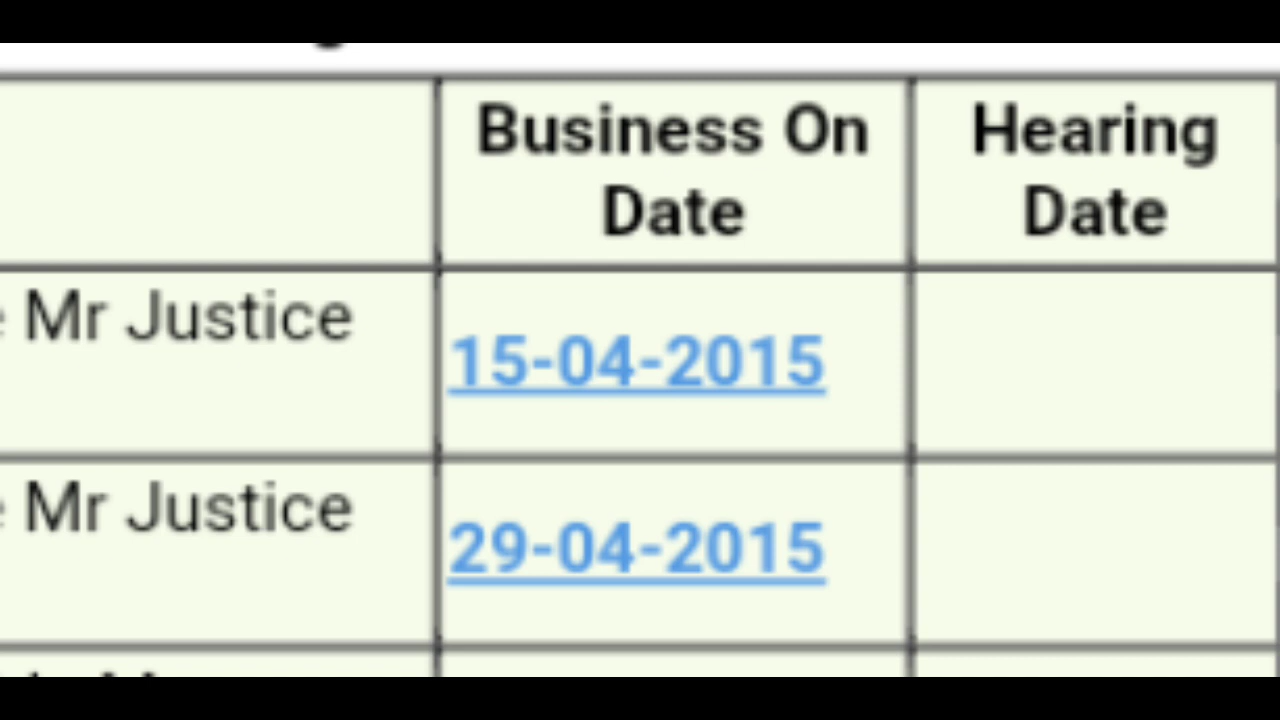 Business On
Date
Hearing
Date
Mr Justice
15-04-2015
Mr Justice
29-04-2015